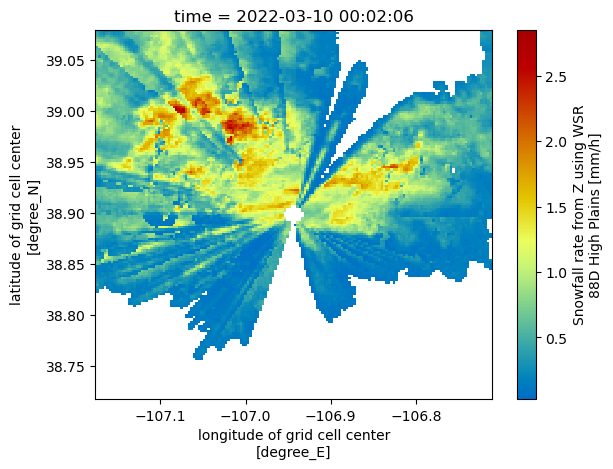 time = 2022-03-10 00:02:06
39.05
39.00
38.95
38.90
38.85
38.80
38.75
latitude of grid cell center
[degree_N]
−107.1
−107.0
−106.9
−106.8
longitude of grid cell center
[degree_E]
2.5
2.0
1.5
1.0
0.5
Snowfall rate from Z using WSR
88D High Plains [mm/h]